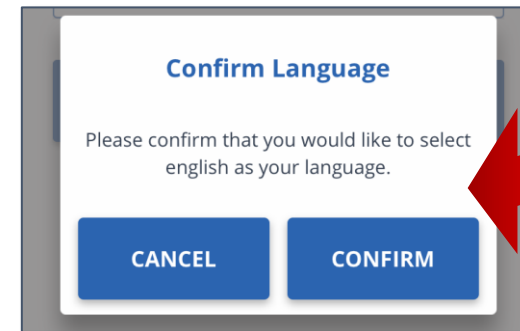 Confirm Language
Please confirm that you would like to select
english as your language.
CANCEL CONFIRM